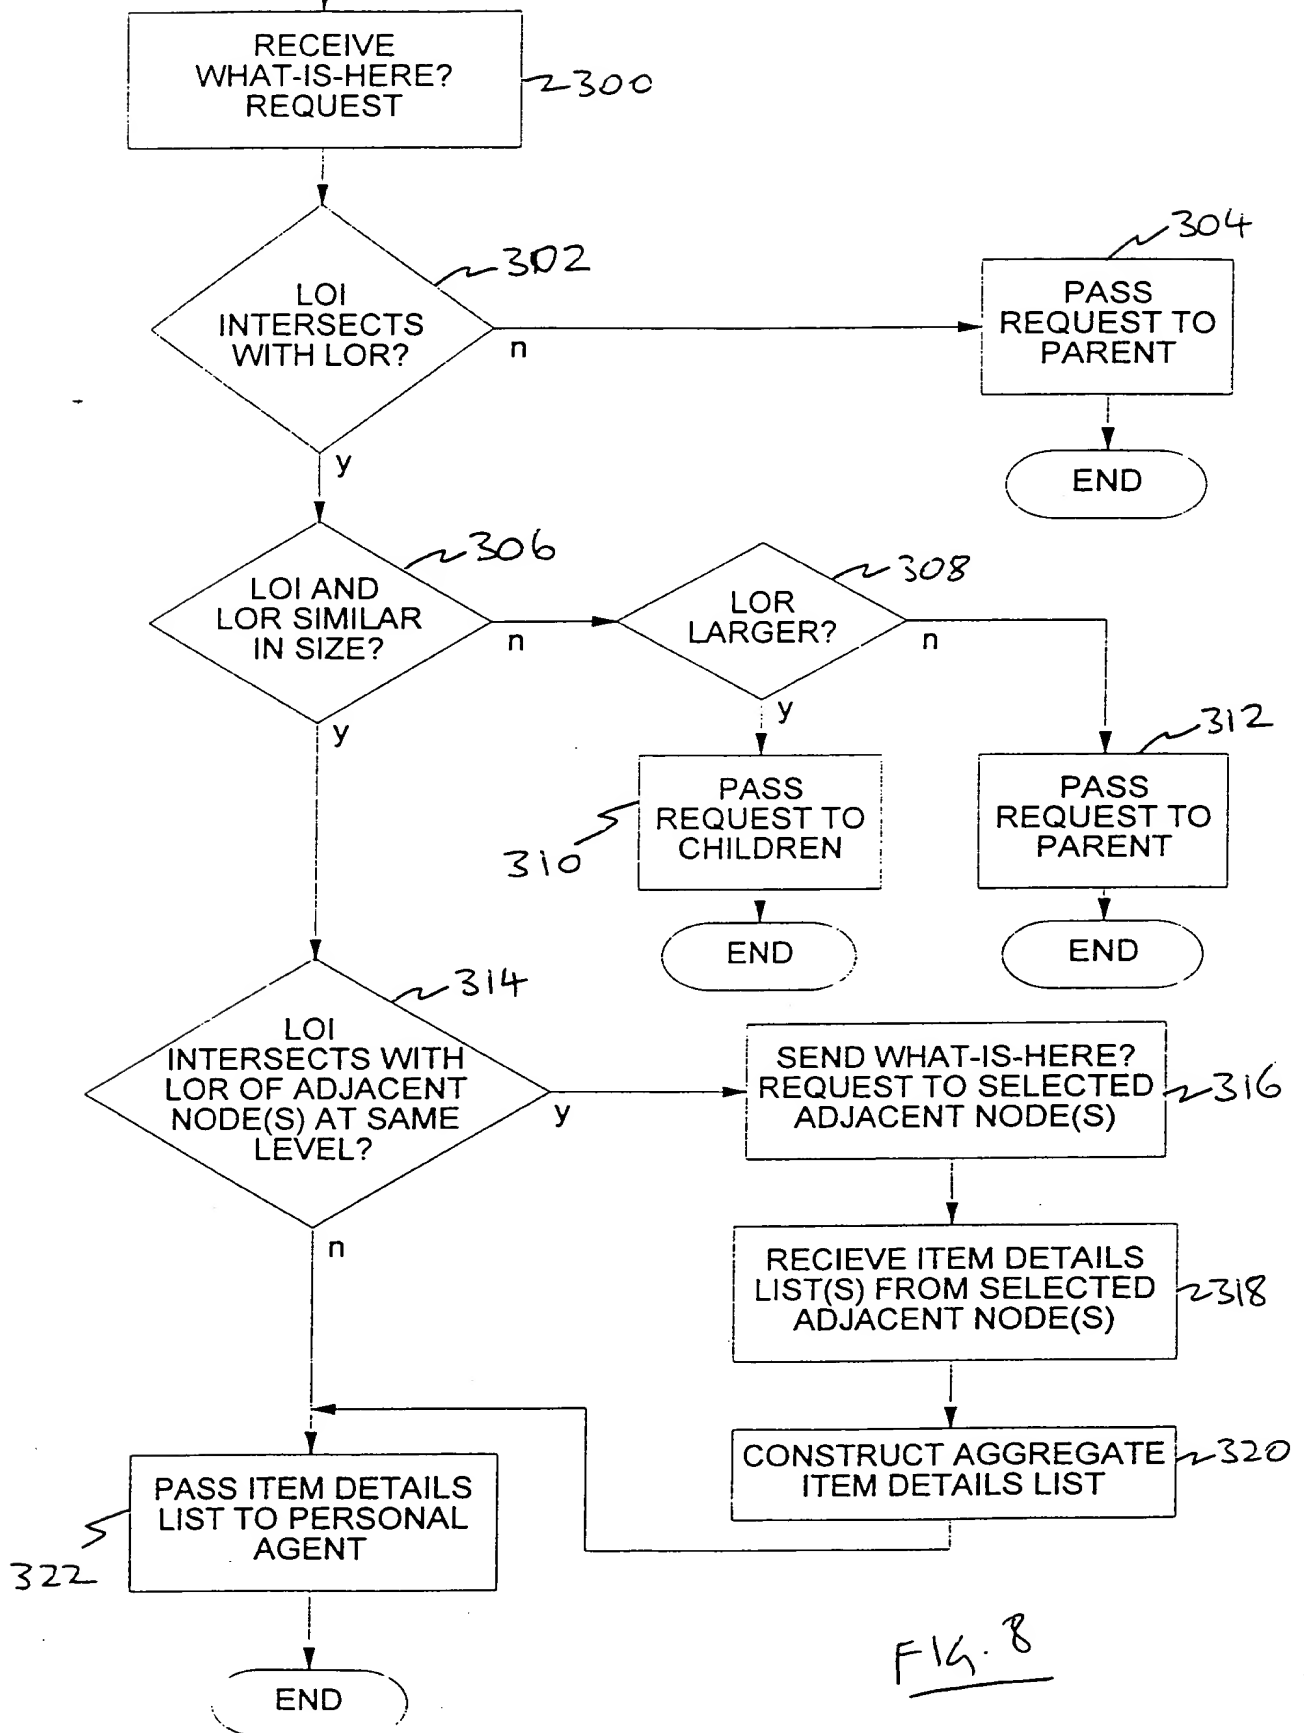 RECEIVE
WHAT-IS-HERE?
REQUEST
300
302
LOI
INTERSECTS
WITH LOR?
n
y
304
PASS
REQUEST TO
PARENT
END
306
LOI AND
LOR SIMILAR
IN SIZE?
n
y
308
LOR
LARGER?
n
y
310
PASS
REQUEST TO
CHILDREN
END
312
PASS
REQUEST TO
PARENT
END
314
LOI
INTERSECTS WITH
LOR OF ADJACENT
NODE(S) AT SAME
LEVEL?
y
n
SEND WHAT-IS-HERE?
REQUEST TO SELECTED
ADJACENT NODE(S)
316
RECIEVE ITEM DETAILS
LIST(S) FROM SELECTED
ADJACENT NODE(S)
318
CONSTRUCT AGGREGATE
ITEM DETAILS LIST
320
PASS ITEM DETAILS
LIST TO PERSONAL
AGENT
322
END
FIG. 8